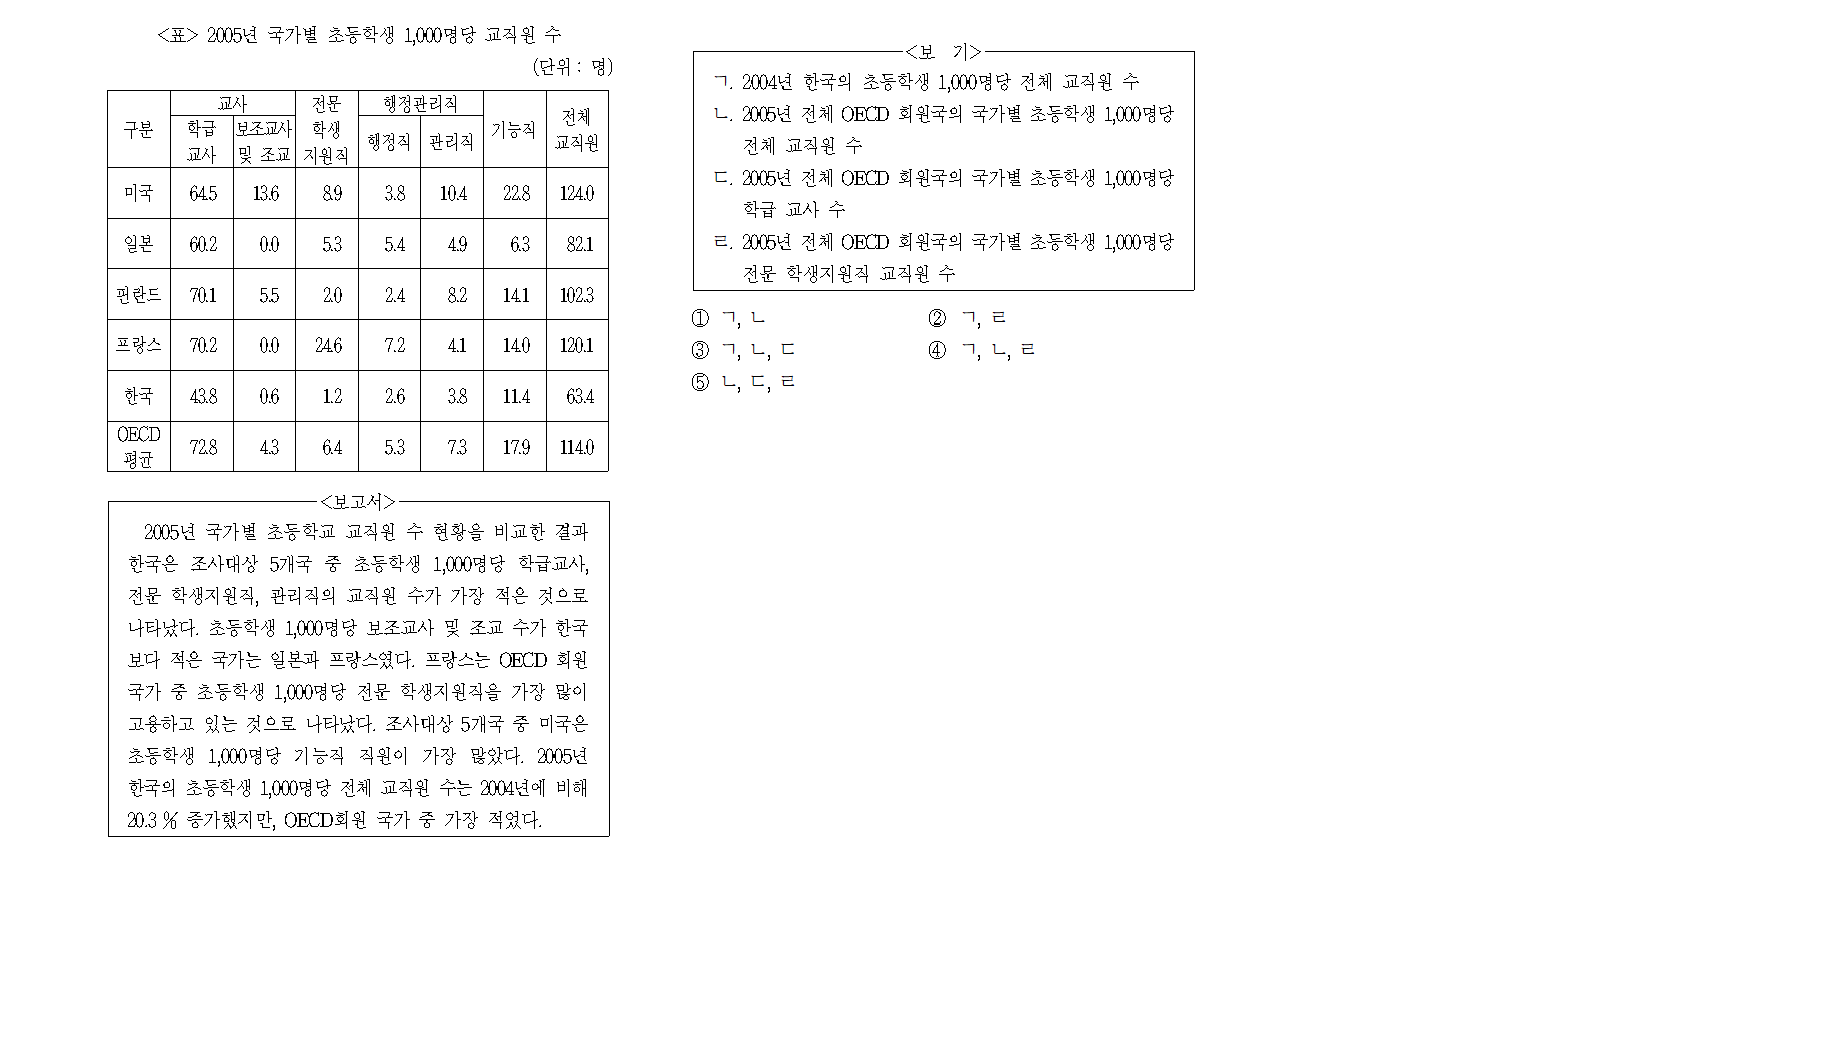 <표> 2005년 국가별 초등학생 1,000명당 교직원 수
(단위 : 명)
구분 교사 전문 학생 지원직 행정관리직 기능직 전체 교직원
학급 교사 보조교사 및 조교 행정직 관리직
미국 64.5 13.6 8.9 3.8 10.4 22.8 124.0
일본 60.2 0.0 5.3 5.4 4.9 6.3 82.1
핀란드 70.1 5.5 2.0 2.4 8.2 14.1 102.3
프랑스 70.2 0.0 24.6 7.2 4.1 14.0 120.1
한국 43.8 0.6 1.2 2.6 3.8 11.4 63.4
OECD 평균 72.8 4.3 6.4 5.3 7.3 17.9 114.0
<보고서>
2005년 국가별 초등학교 교직원 수 현황을 비교한 결과
한국은 조사대상 5개국 중 초등학생 1,000명당 학급교사,
전문 학생지원직, 관리직의 교직원 수가 가장 적은 것으로
나타났다. 초등학생 1,000명당 보조교사 및 조교 수가 한국
보다 적은 국가는 일본과 프랑스였다. 프랑스는 OECD 회원
국가 중 초등학생 1,000명당 전문 학생지원직을 가장 많이
고용하고 있는 것으로 나타났다. 조사대상 5개국 중 미국은
초등학생 1,000명당 기능직 직원이 가장 많았다. 2005년
한국의 초등학생 1,000명당 전체 교직원 수는 2004년에 비해
20.3 % 증가했지만, OECD회원 국가 중 가장 적었다.
<보 기>
ㄱ. 2004년 한국의 초등학생 1,000명당 전체 교직원 수
ㄴ. 2005년 전체 OECD 회원국의 국가별 초등학생 1,000명당
전체 교직원 수
ㄷ. 2005년 전체 OECD 회원국의 국가별 초등학생 1,000명당
학급 교사 수
ㄹ. 2005년 전체 OECD 회원국의 국가별 초등학생 1,000명당
전문 학생지원직 교직원 수
① ㄱ, ㄴ ② ㄱ, ㄹ
③ ㄱ, ㄴ, ㄷ ④ ㄱ, ㄴ, ㄹ
⑤ ㄴ, ㄷ, ㄹ